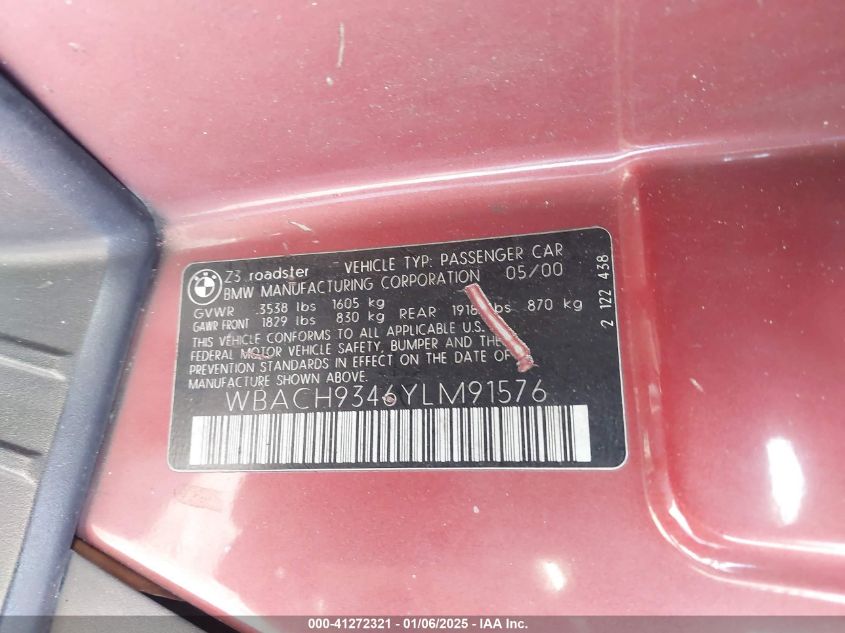 BMW
Z3 roadster VEHICLE TYP: PASSENGER CAR
BMW MANUFACTURING CORPORATION 05/00
GVWR 3538 lbs 1605 kg
GAWR FRONT 1829 lbs 830 kg REAR 1918 lbs 870 kg
THIS VEHICLE CONFORMS TO ALL APPLICABLE U.S.
FEDERAL MOTOR VEHICLE SAFETY, BUMPER AND THEFT
PREVENTION STANDARDS IN EFFECT ON THE DATE OF
MANUFACTURE SHOWN ABOVE.
WBACH9346YLM91576
2 122 438
000-41272321 - 01/06/2025 - IAA Inc.